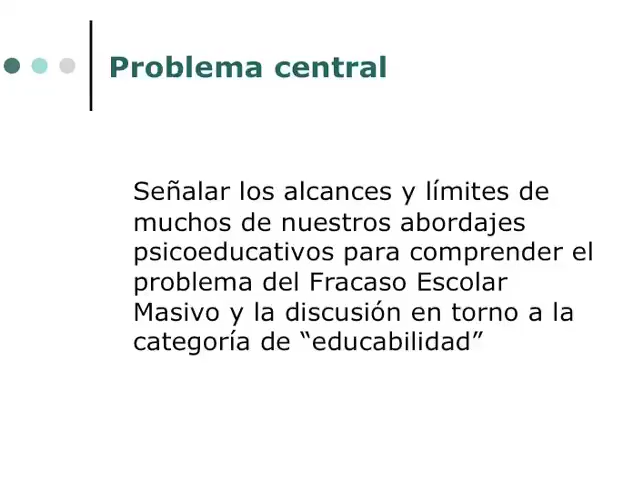 Problema central
Señalar los alcances y límites de
muchos de nuestros abordajes
psicoeducativos para comprender el
problema del Fracaso Escolar
Masivo y la discusión en torno a la
categoría de “educabilidad”